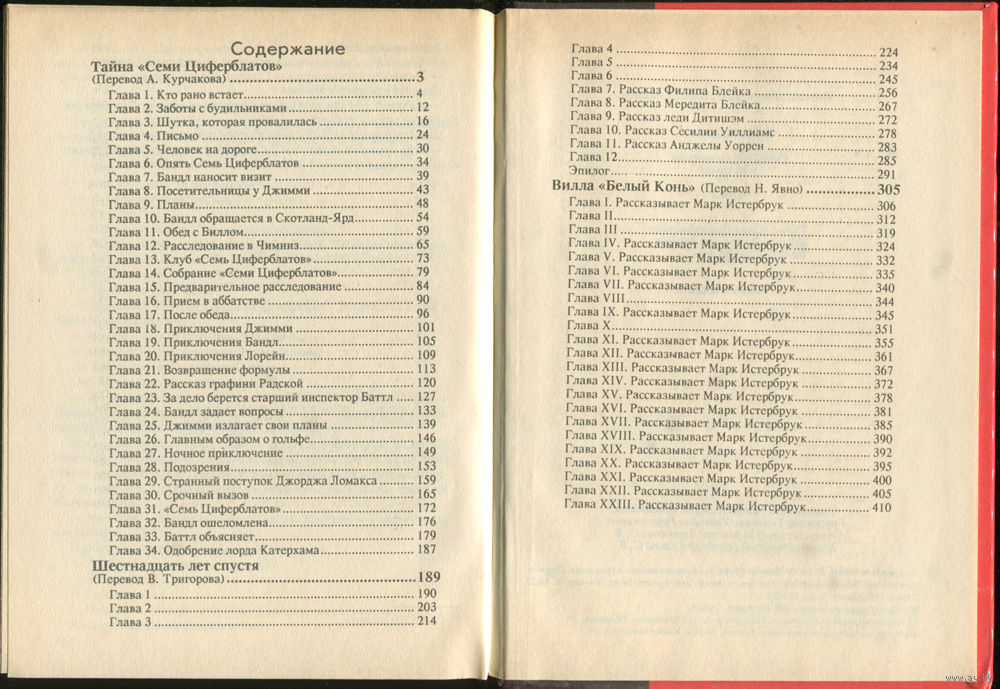 Содержание
Тайна «Семи Циферблатов»
(Перевод А. Курчакова) ..... 3
Глава 1. Кто рано встает ..... 4
Глава 2. Заботы с будильниками ..... 12
Глава 3. Шутка, которая провалилась ..... 16
Глава 4. Письмо ..... 24
Глава 5. Человек на дороге ..... 30
Глава 6. Опять Семь Циферблатов ..... 34
Глава 7. Бандл наносит визит ..... 39
Глава 8. Посетительницы у Джимми ..... 43
Глава 9. Планы ..... 48
Глава 10. Бандл обращается в Скотланд-Ярд ..... 54
Глава 11. Обед с Биллом ..... 59
Глава 12. Расследование в Чимниз ..... 65
Глава 13. Клуб «Семь Циферблатов» ..... 73
Глава 14. Собрание «Семи Циферблатов» ..... 79
Глава 15. Предварительное расследование ..... 84
Глава 16. Прием в аббатстве ..... 90
Глава 17. После обеда ..... 96
Глава 18. Приключения Джимми ..... 101
Глава 19. Приключения Бандл ..... 105
Глава 20. Приключения Лорейн ..... 109
Глава 21. Возвращение формулы ..... 113
Глава 22. Рассказ графини Радской ..... 120
Глава 23. За дело берется старший инспектор Баттл ..... 127
Глава 24. Бандл задает вопросы ..... 133
Глава 25. Джимми излагает свои планы ..... 139
Глава 26. Главным образом о гольфе ..... 146
Глава 27. Ночное приключение ..... 149
Глава 28. Подозрения ..... 153
Глава 29. Странный поступок Джорджа Ломакса ..... 159
Глава 30. Срочный вызов ..... 165
Глава 31. «Семь Циферблатов» ..... 172
Глава 32. Бандл ошеломлена ..... 176
Глава 33. Баттл объясняет ..... 179
Глава 34. Одобрение лорда Катерхама ..... 187
Шестнадцать лет спустя
(Перевод В. Тригорова) ..... 189
Глава 1 ..... 190
Глава 2 ..... 203
Глава 3 ..... 214
Глава 4 ..... 224
Глава 5 ..... 234
Глава 6 ..... 245
Глава 7. Рассказ Филипа Блейка ..... 256
Глава 8. Рассказ Мередита Блейка ..... 267
Глава 9. Рассказ леди Дитишэм ..... 272
Глава 10. Рассказ Сесилии Уиллиамс ..... 278
Глава 11. Рассказ Анджелы Уоррен ..... 283
Глава 12 ..... 285
Эпилог ..... 291
Вилла «Белый Конь» (Перевод Н. Явно) ..... 305
Глава I. Рассказывает Марк Истербрук ..... 306
Глава II ..... 312
Глава III ..... 319
Глава IV. Рассказывает Марк Истербрук ..... 324
Глава V. Рассказывает Марк Истербрук ..... 332
Глава VI. Рассказывает Марк Истербрук ..... 335
Глава VII. Рассказывает Марк Истербрук ..... 340
Глава VIII ..... 344
Глава IX. Рассказывает Марк Истербрук ..... 345
Глава X ..... 351
Глава XI. Рассказывает Марк Истербрук ..... 355
Глава XII. Рассказывает Марк Истербрук ..... 361
Глава XIII. Рассказывает Марк Истербрук ..... 367
Глава XIV. Рассказывает Марк Истербрук ..... 372
Глава XV. Рассказывает Марк Истербрук ..... 378
Глава XVI. Рассказывает Марк Истербрук ..... 381
Глава XVII. Рассказывает Марк Истербрук ..... 385
Глава XVIII. Рассказывает Марк Истербрук ..... 390
Глава XIX. Рассказывает Марк Истербрук ..... 392
Глава XX. Рассказывает Марк Истербрук ..... 395
Глава XXI. Рассказывает Марк Истербрук ..... 400
Глава XXII. Рассказывает Марк Истербрук ..... 405
Глава XXIII. Рассказывает Марк Истербрук ..... 410